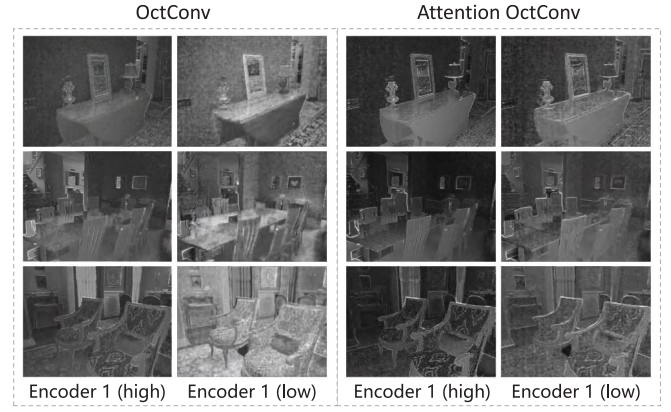 OctConv Attention OctConv
Encoder 1 (high) Encoder 1 (low) Encoder 1 (high) Encoder 1 (low)